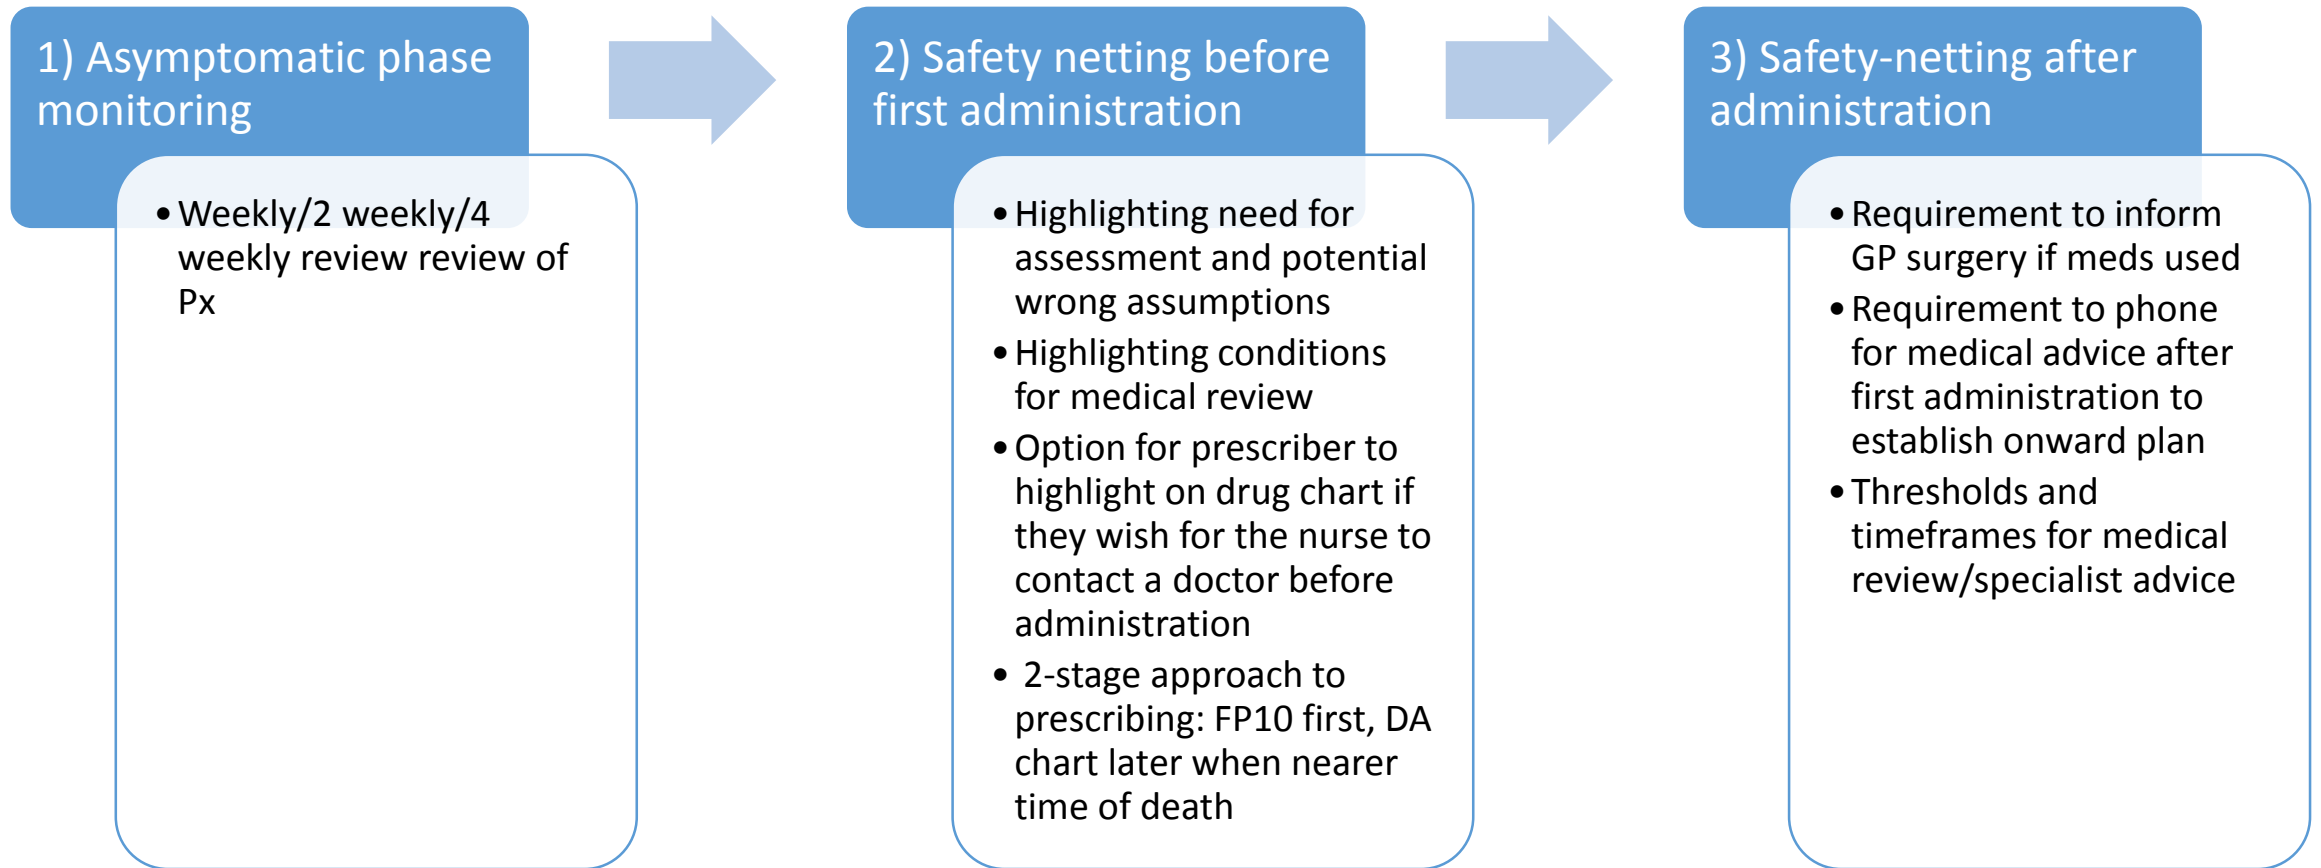 1) Asymptomatic phase
monitoring
•Weekly/2 weekly/4
weekly review review of
Px
2) Safety netting before
first administration
•Highlighting need for
assessment and potential
wrong assumptions
•Highlighting conditions
for medical review
•Option for prescriber to
highlight on drug chart if
they wish for the nurse to
contact a doctor before
administration
• 2-stage approach to
prescribing: FP10 first, DA
chart later when nearer
time of death
3) Safety-netting after
administration
•Requirement to inform
GP surgery if meds used
•Requirement to phone
for medical advice after
first administration to
establish onward plan
•Thresholds and
timeframes for medical
review/specialist advice